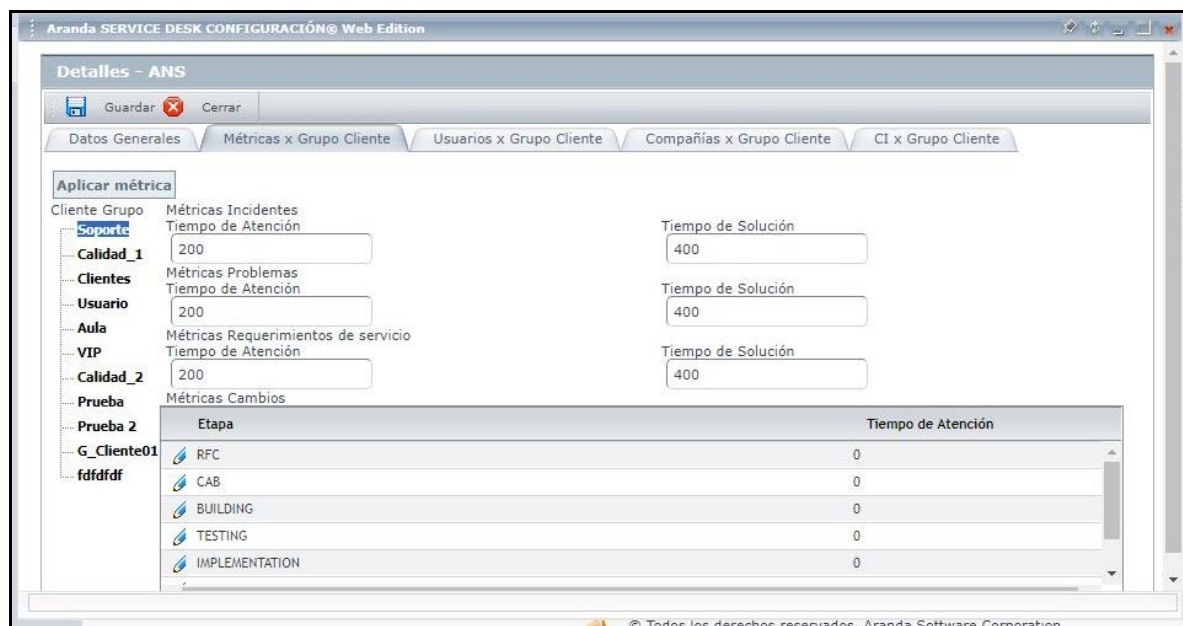 Aranda SERVICE DESK CONFIGURACIÓN® Web Edition
Detalles - ANS
Guardar Cerrar
Datos Generales Métricas x Grupo Cliente Usuarios x Grupo Cliente Compañías x Grupo Cliente CI x Grupo Cliente
Aplicar métrica
Cliente Grupo
Soporte
Calidad_1
Clientes
Usuario
Aula
VIP
Calidad_2
Prueba
Prueba 2
G_Cliente01
fdfdfdf
Métricas Incidentes
Tiempo de Atención Tiempo de Solución
200 400
Métricas Problemas
Tiempo de Atención Tiempo de Solución
200 400
Métricas Requerimientos de servicio
Tiempo de Atención Tiempo de Solución
200 400
Métricas Cambios
Etapa Tiempo de Atención
RFC 0
CAB 0
BUILDING 0
TESTING 0
IMPLEMENTATION 0
© Todos los derechos reservados. Aranda Software Corporation